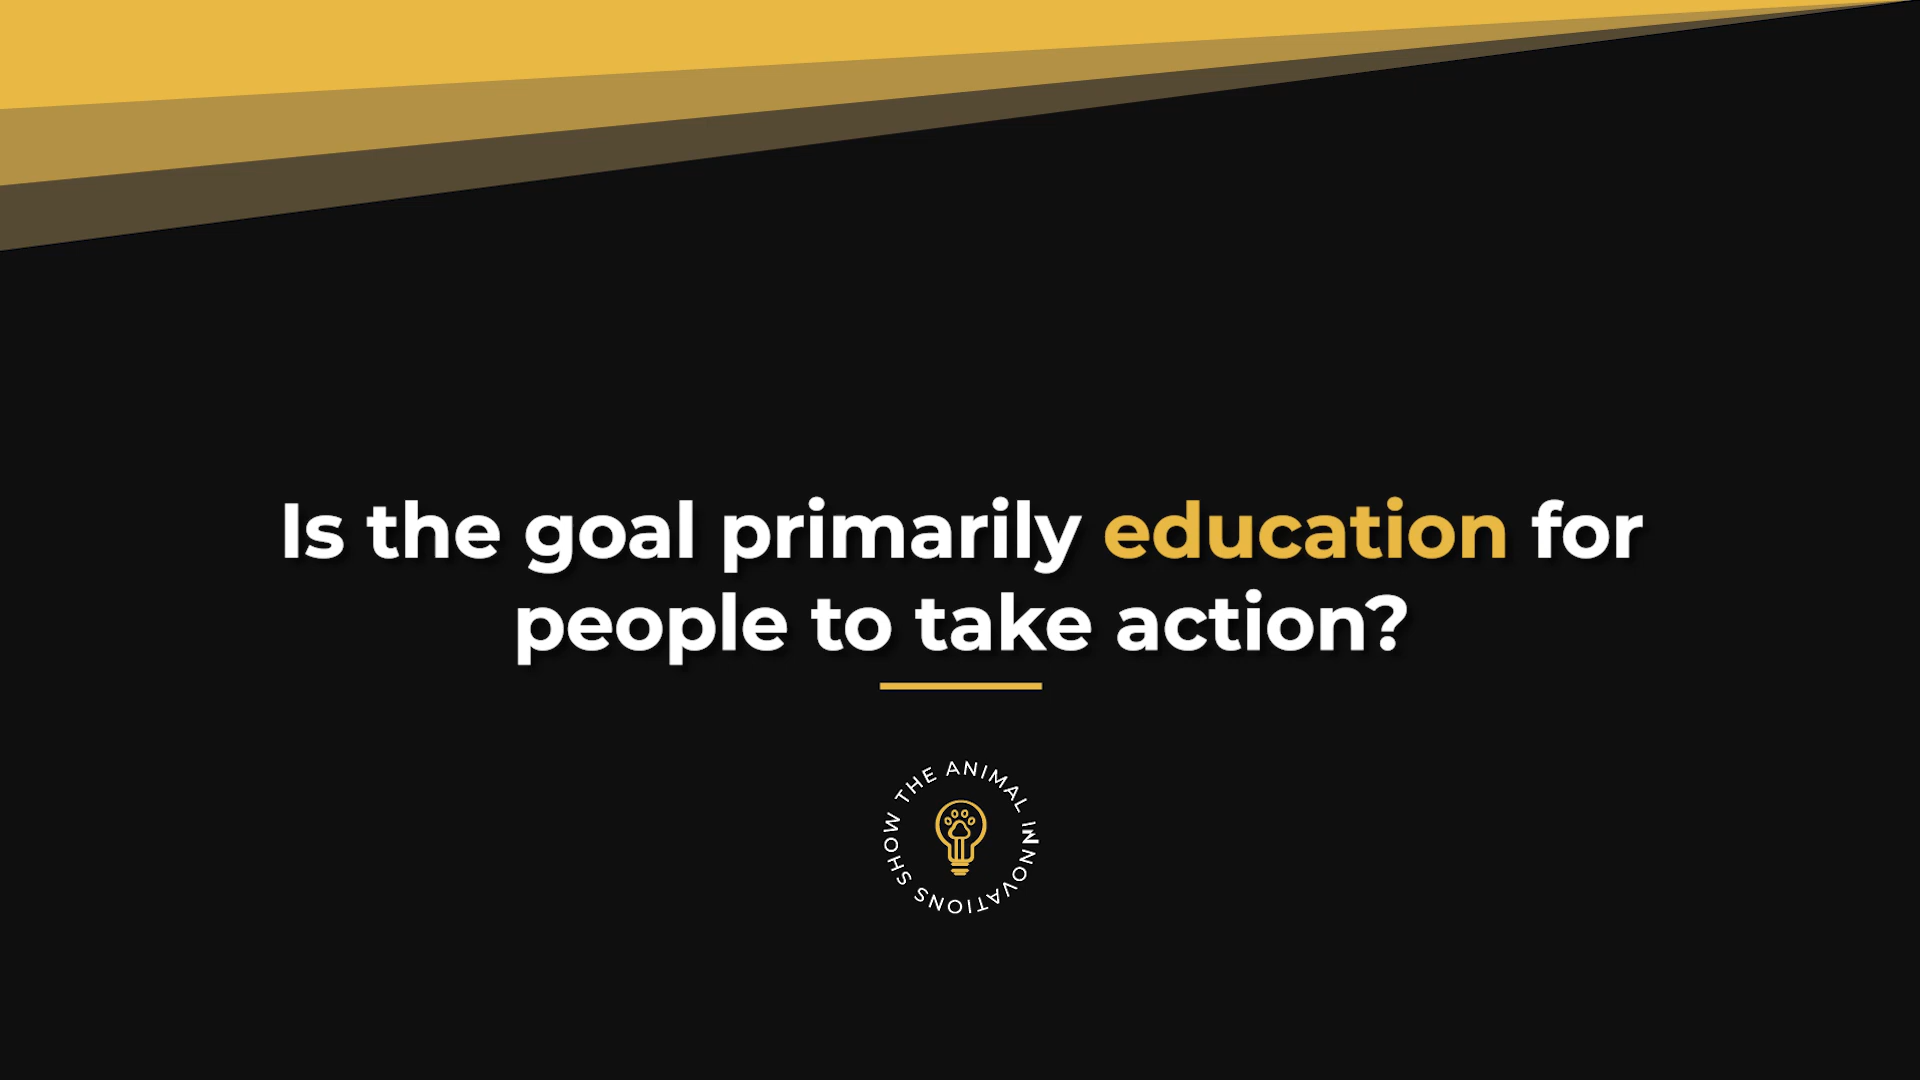 Is the goal primarily education for
people to take action?
THE ANIMAL INNOVATIONS SHOW